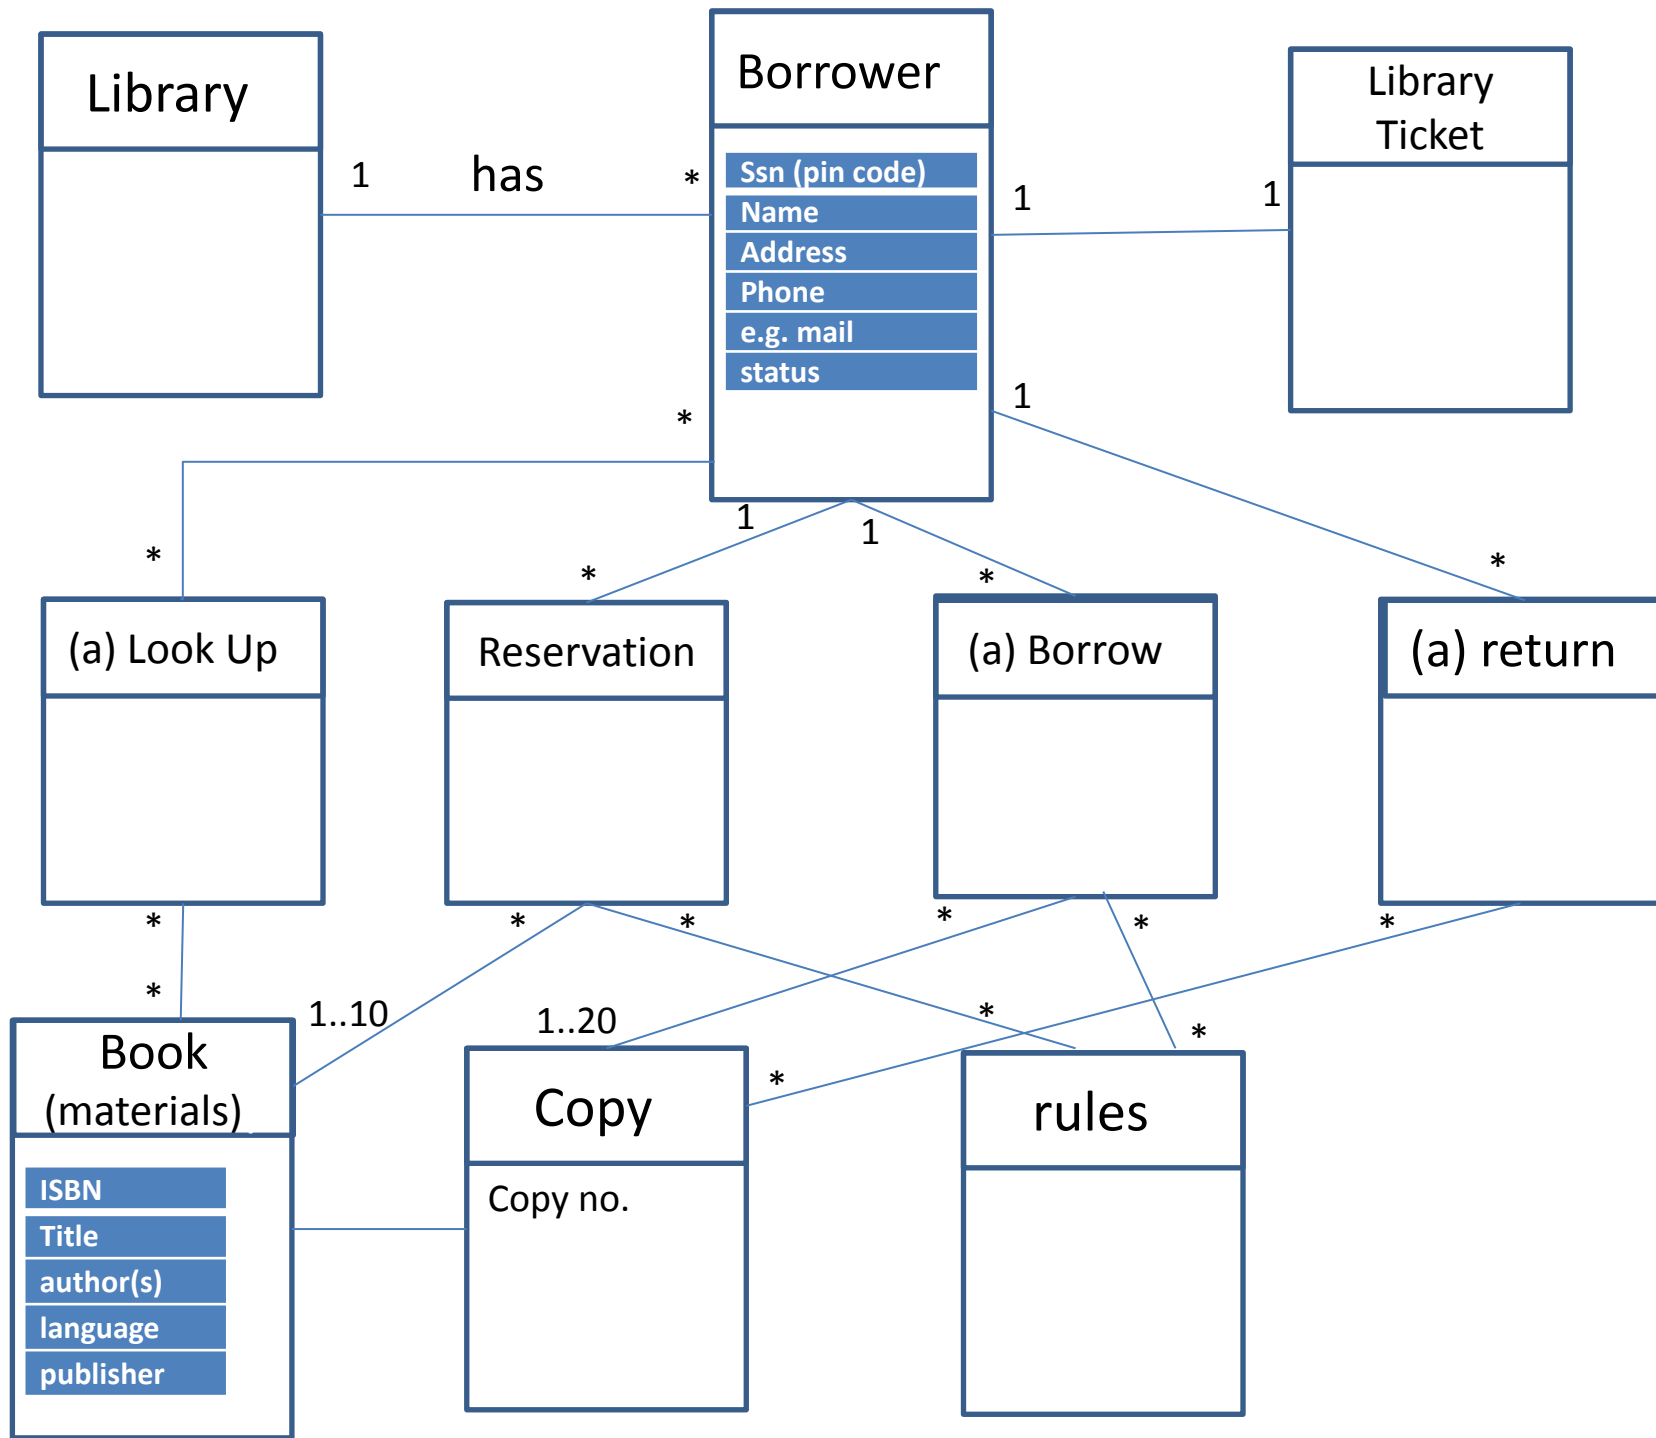 Library
Borrower
Library
Ticket
1
has
*
Ssn (pin code)
Name
Address
Phone
e.g. mail
status
1
1
*
1
*
1
*
1
*
*
(a) Look Up
Reservation
(a) Borrow
(a) return
*
*
*
*
*
*
*
1..10
1..20
*
*
*
Book
(materials)
Copy
rules
ISBN
Title
author(s)
language
publisher
Copy no.